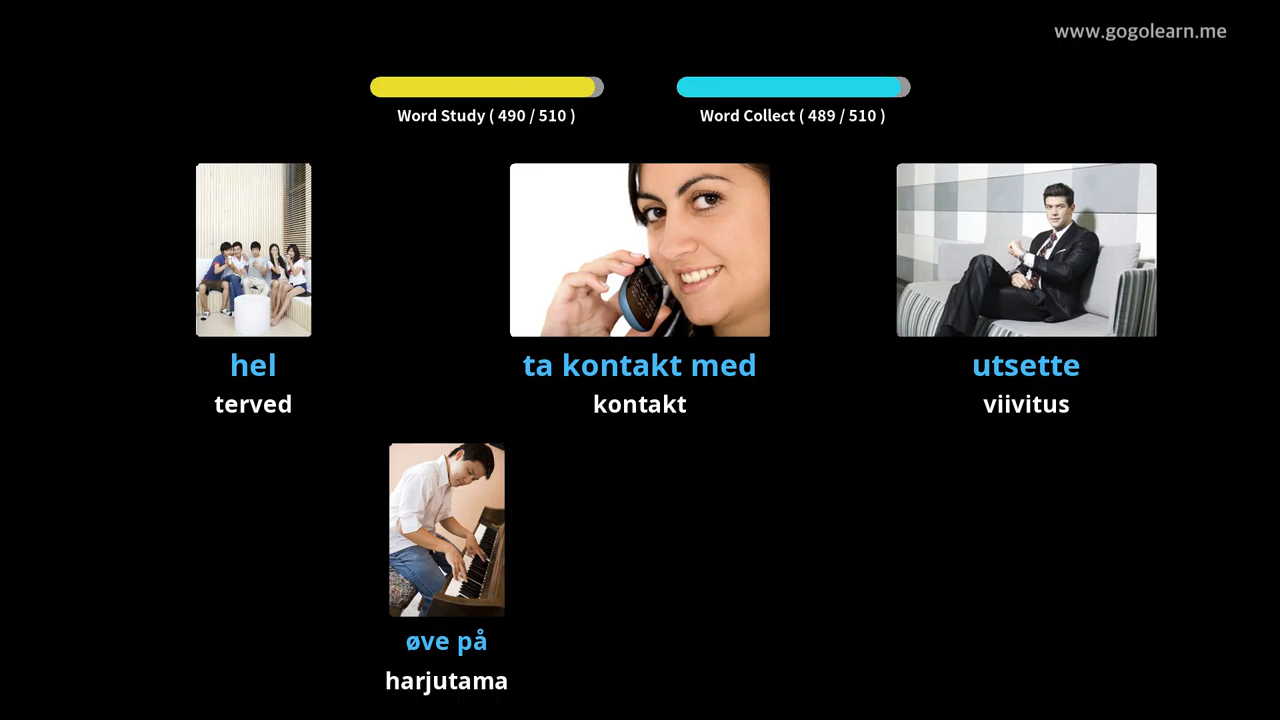 www.gogolearn.me
Word Study ( 490 / 510 )
Word Collect ( 489 / 510 )
hel
terved
ta kontakt med
kontakt
utsette
viivitus
øve på
harjutama